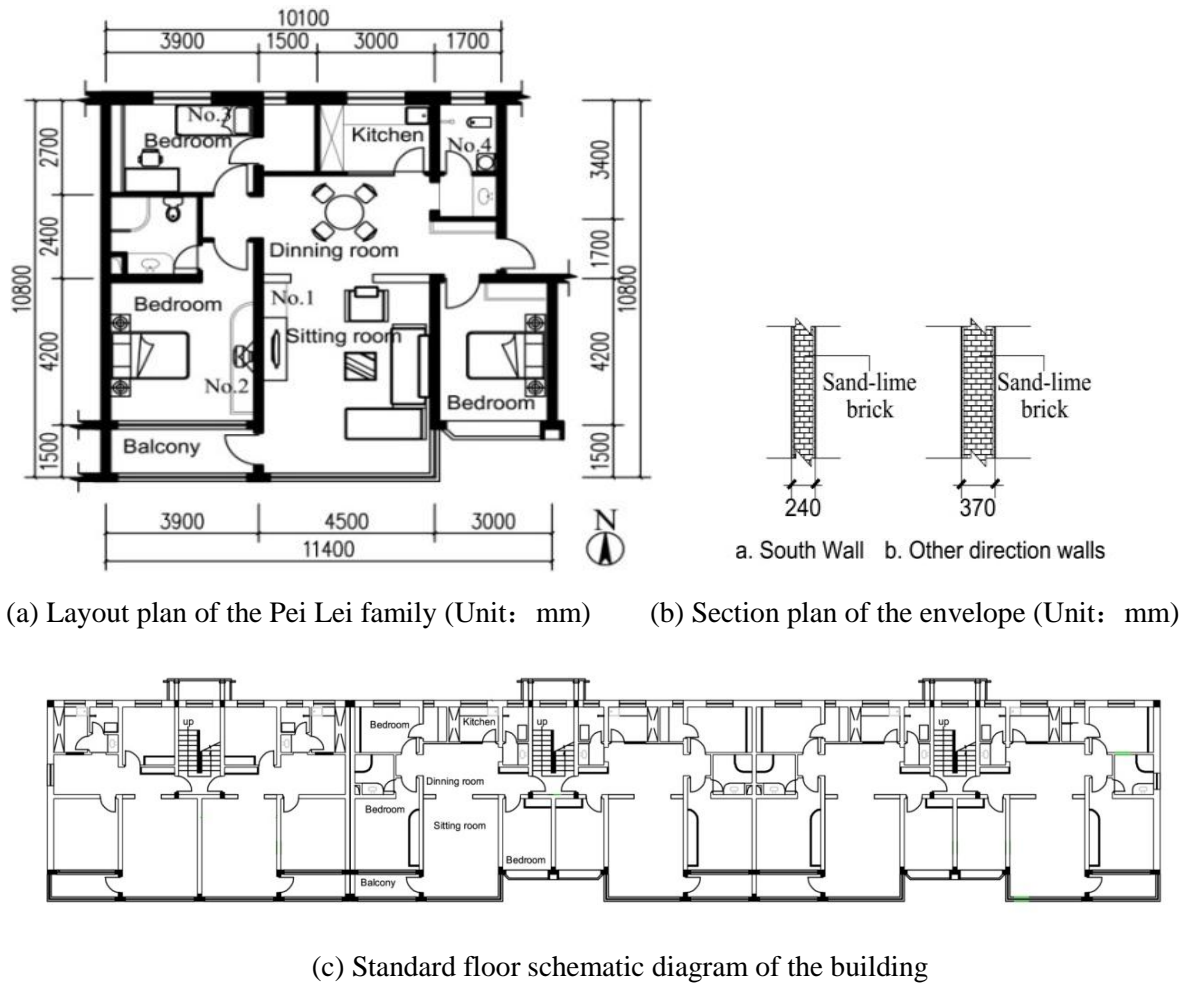 10100
3900 1500 3000 1700
No.3
Bedroom
Kitchen
No.4
2700
3400
2400
1700
10800
10800
Dinning room
Bedroom
No.1
Sitting room
4200
4200
No.2
Bedroom
Balcony
1500
1500
3900 4500 3000
11400
N
Sand-lime
brick
Sand-lime
brick
240
370
a. South Wall b. Other direction walls
(a) Layout plan of the Pei Lei family (Unit：mm)
(b) Section plan of the envelope (Unit：mm)
up
Bedroom
Kitchen
up
up
Dinning room
Bedroom
Sitting room
Bedroom
Balcony
(c) Standard floor schematic diagram of the building